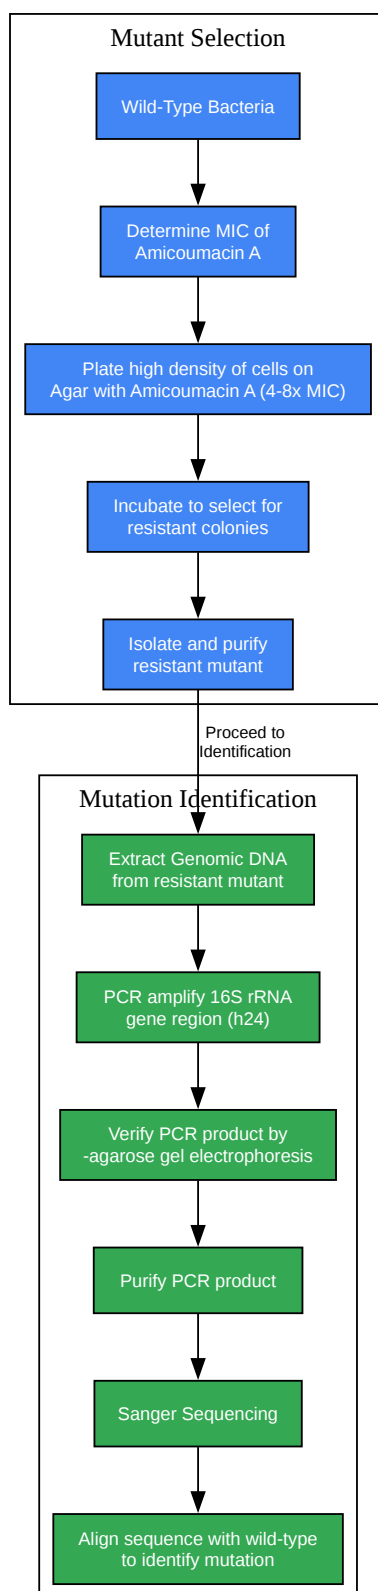 Mutant Selection
Wild-Type Bacteria
Determine MIC of
Amicoumacin A
Plate high density of cells on
Agar with Amicoumacin A (4-8x MIC)
Incubate to select for
resistant colonies
Isolate and purify
resistant mutant
Proceed to
Identification
Mutation Identification
Extract Genomic DNA
from resistant mutant
PCR amplify 16S rRNA
gene region (h24)
Verify PCR product by
-agarose gel electrophoresis
Purify PCR product
Sanger Sequencing
Align sequence with wild-type
to identify mutation